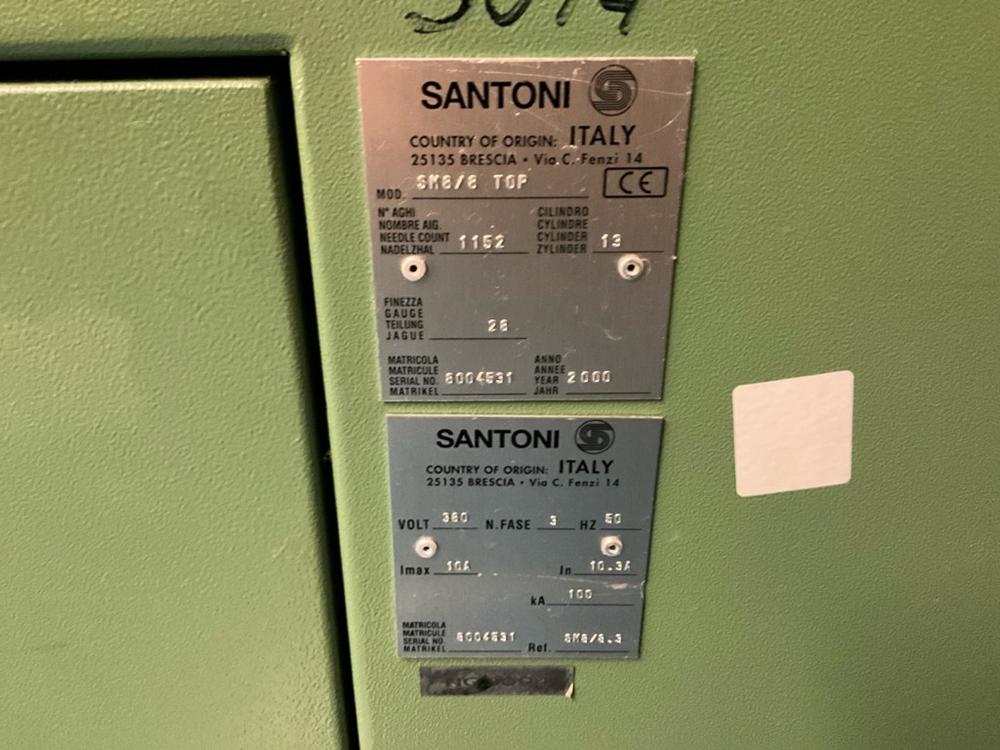 SANTONI
COUNTRY OF ORIGIN: ITALY
25135 BRESCIA • Via C. Fenzi 14
MOD. SM8/8 TOP CE
N° AGHI
NOMBRE AIG.
NEEDLE COUNT
NADELZHAL 1152
CILINDRO
CYLINDRE
CYLINDER
ZYLINDER 13
FINEZZA
GAUGE
TEILUNG
JAGUE 28
MATRICOLA
MATRICULE
SERIAL NO.
MATRIKEL 8004531
ANNO
ANNEE
YEAR
JAHR 2000
SANTONI
COUNTRY OF ORIGIN: ITALY
25135 BRESCIA • Via C. Fenzi 14
VOLT 380 N.FASE 3 HZ 50
Imax 10A In 10.3A
kA 100
MATRICOLA
MATRICULE
SERIAL NO.
MATRIKEL 8004531 Ref. SM8/8.3